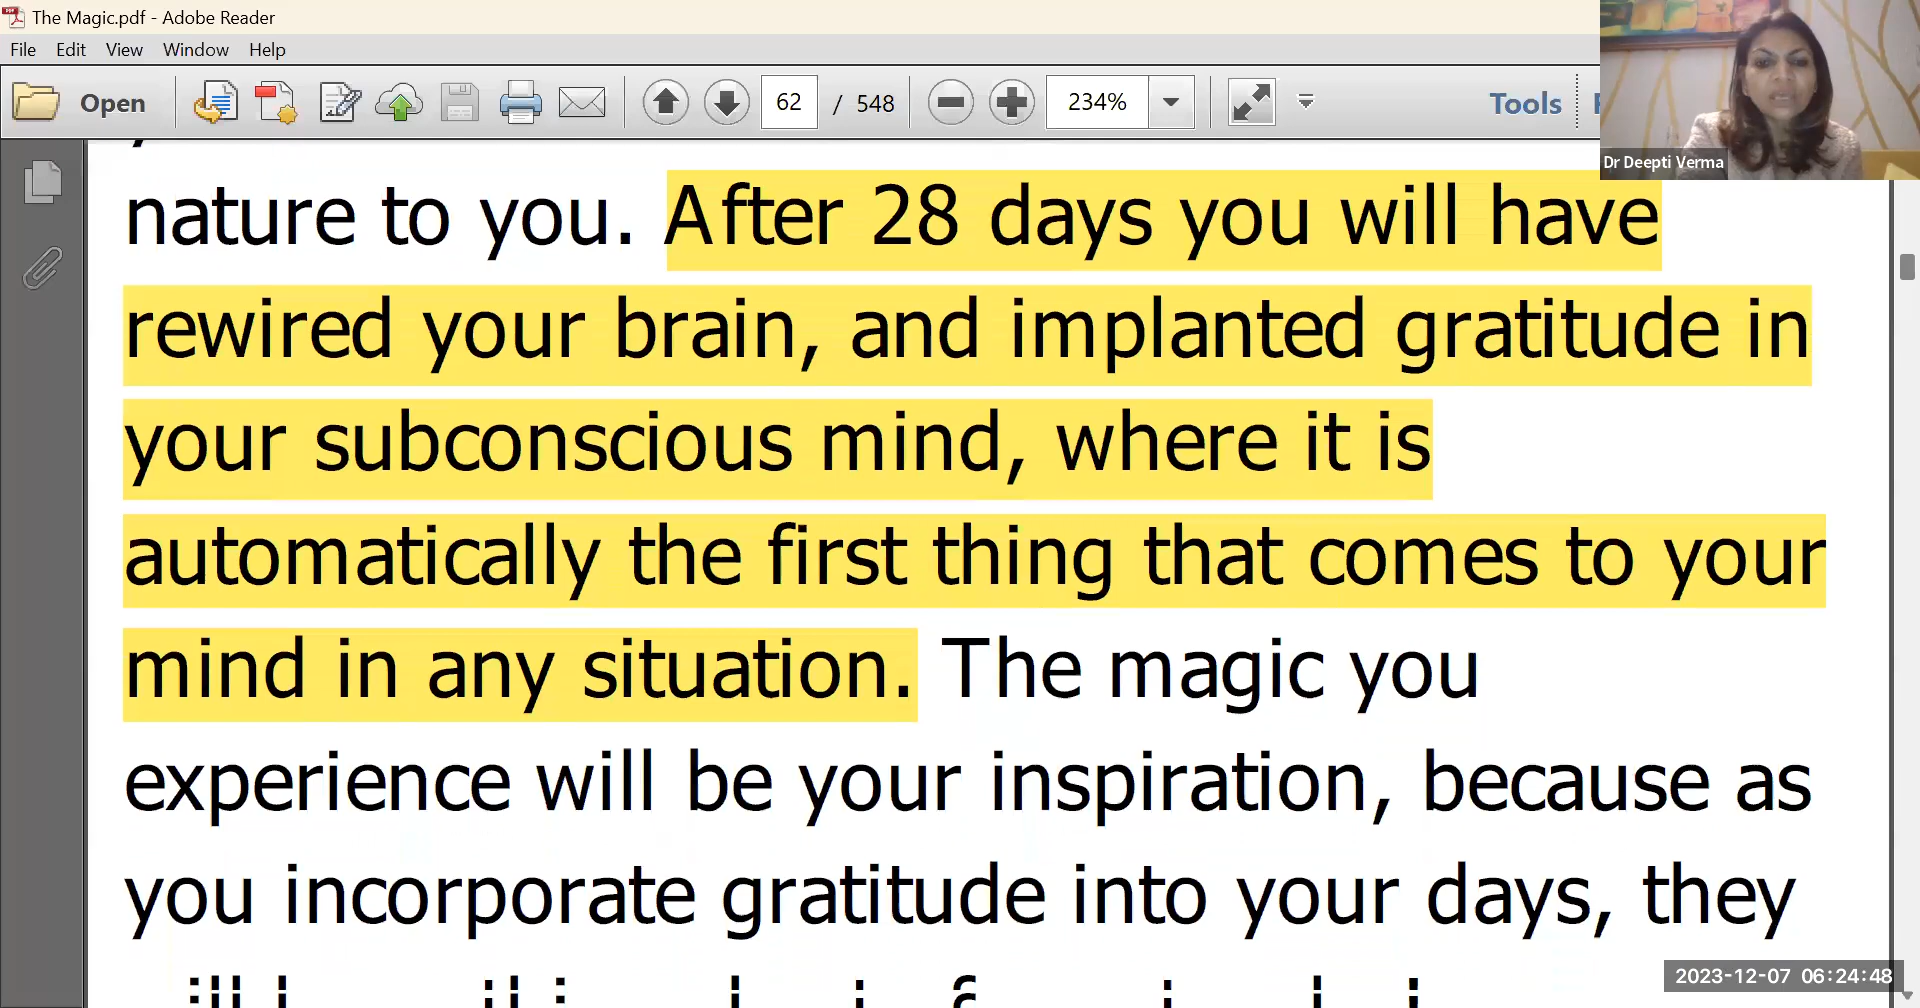 The Magic.pdf - Adobe Reader
File Edit View Window Help
Open 62 / 548 234% Tools
Dr Deepti Verma
nature to you. After 28 days you will have
rewired your brain, and implanted gratitude in
your subconscious mind, where it is
automatically the first thing that comes to your
mind in any situation. The magic you
experience will be your inspiration, because as
you incorporate gratitude into your days, they
2023-12-07 06:24:48